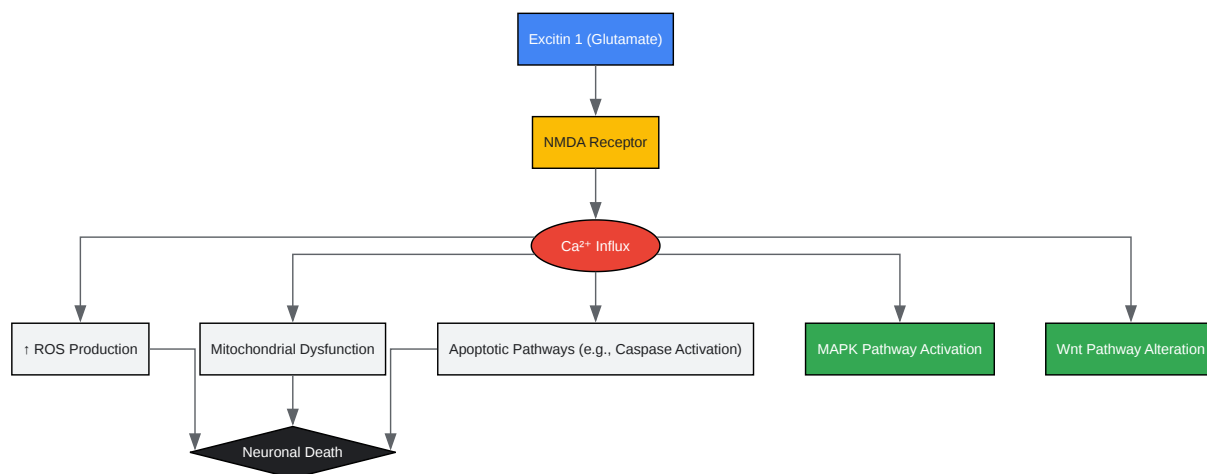 Excitin 1 (Glutamate)
NMDA Receptor
Ca²⁺ Influx
↑ ROS Production
Mitochondrial Dysfunction
Apoptotic Pathways (e.g., Caspase Activation)
MAPK Pathway Activation
Wnt Pathway Alteration
Neuronal Death